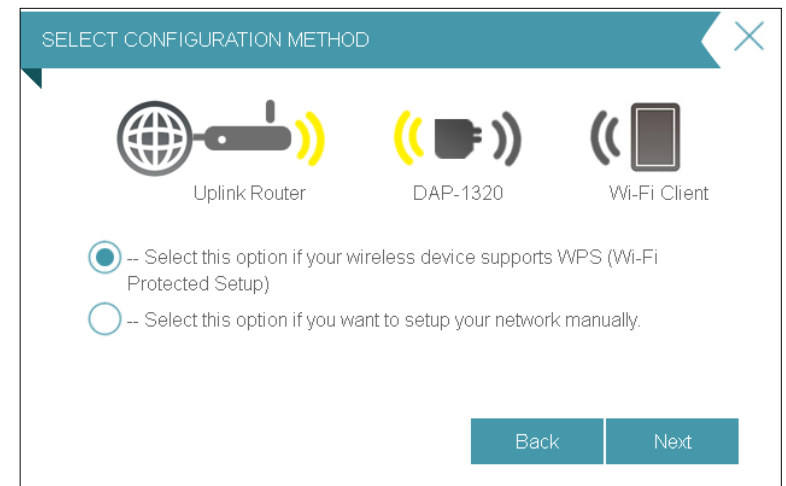 SELECT CONFIGURATION METHOD
Uplink Router
DAP-1320
Wi-Fi Client
-- Select this option if your wireless device supports WPS (Wi-Fi
Protected Setup)
-- Select this option if you want to setup your network manually.
Back
Next